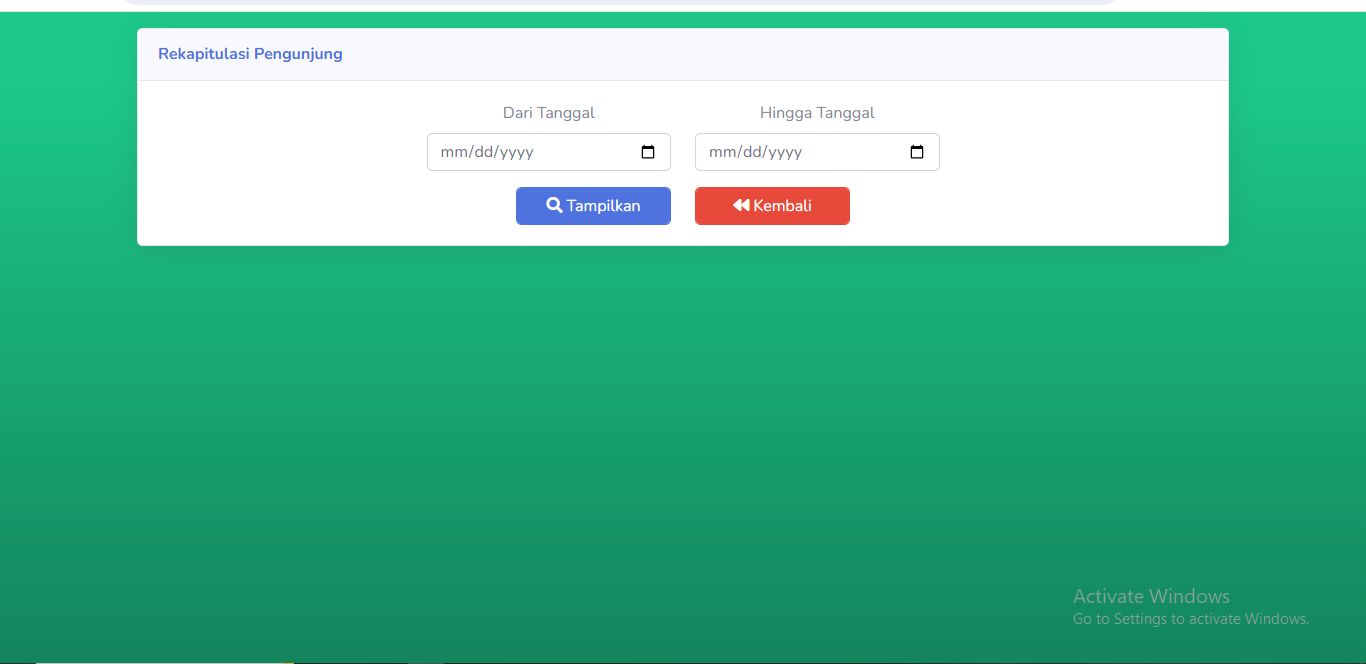 Rekapitulasi Pengunjung
Dari Tanggal Hingga Tanggal
mm/dd/yyyy mm/dd/yyyy
Tampilkan Kembali
Activate Windows
Go to Settings to activate Windows.